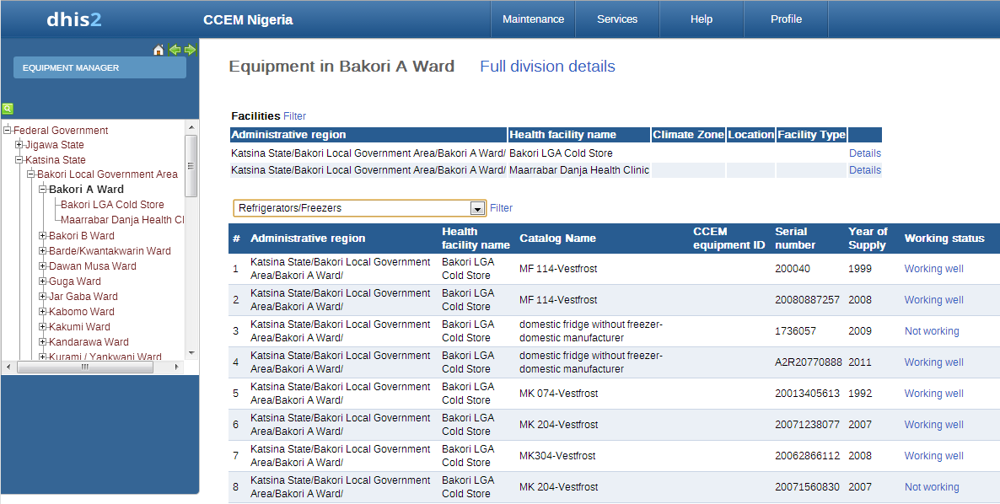 dhis2 CCEM Nigeria Maintenance Services Help Profile
EQUIPMENT MANAGER
Federal Government
Jigawa State
Katsina State
Bakori Local Government Area
Bakori A Ward
Bakori LGA Cold Store
Maarrabar Danja Health Cl
Bakori B Ward
Barde/Kwantakwarin Ward
Dawan Musa Ward
Guga Ward
Jar Gaba Ward
Kabomo Ward
Kakumi Ward
Kandarawa Ward
Kurami / Yankwani Ward
Equipment in Bakori A Ward Full division details
Facilities Filter
Administrative region Health facility name Climate Zone Location Facility Type
Katsina State/Bakori Local Government Area/Bakori A Ward/ Bakori LGA Cold Store Details
Katsina State/Bakori Local Government Area/Bakori A Ward/ Maarrabar Danja Health Clinic Details
Refrigerators/Freezers Filter
# Administrative region Health Catalog Name CCEM Serial Year of Working status
facility name equipment ID number Supply
1 Katsina State/Bakori Local Government Bakori LGA MF 114-Vestfrost 200040 1999 Working well
Area/Bakori A Ward/ Cold Store
2 Katsina State/Bakori Local Government Bakori LGA MF 114-Vestfrost 20080887257 2008 Working well
Area/Bakori A Ward/ Cold Store
3 Katsina State/Bakori Local Government Bakori LGA domestic fridge without freezer- 1736057 2009 Not working
Area/Bakori A Ward/ Cold Store domestic manufacturer
4 Katsina State/Bakori Local Government Bakori LGA domestic fridge without freezer- A2R20770888 2011 Working well
Area/Bakori A Ward/ Cold Store domestic manufacturer
5 Katsina State/Bakori Local Government Bakori LGA MK 074-Vestfrost 20013405613 1992 Working well
Area/Bakori A Ward/ Cold Store
6 Katsina State/Bakori Local Government Bakori LGA MK 204-Vestfrost 20071238077 2007 Working well
Area/Bakori A Ward/ Cold Store
7 Katsina State/Bakori Local Government Bakori LGA MK304-Vestfrost 20062866112 2008 Working well
Area/Bakori A Ward/ Cold Store
8 Katsina State/Bakori Local Government Bakori LGA MK 204-Vestfrost 20071560830 2007 Not working
Area/Bakori A Ward/ Cold Store